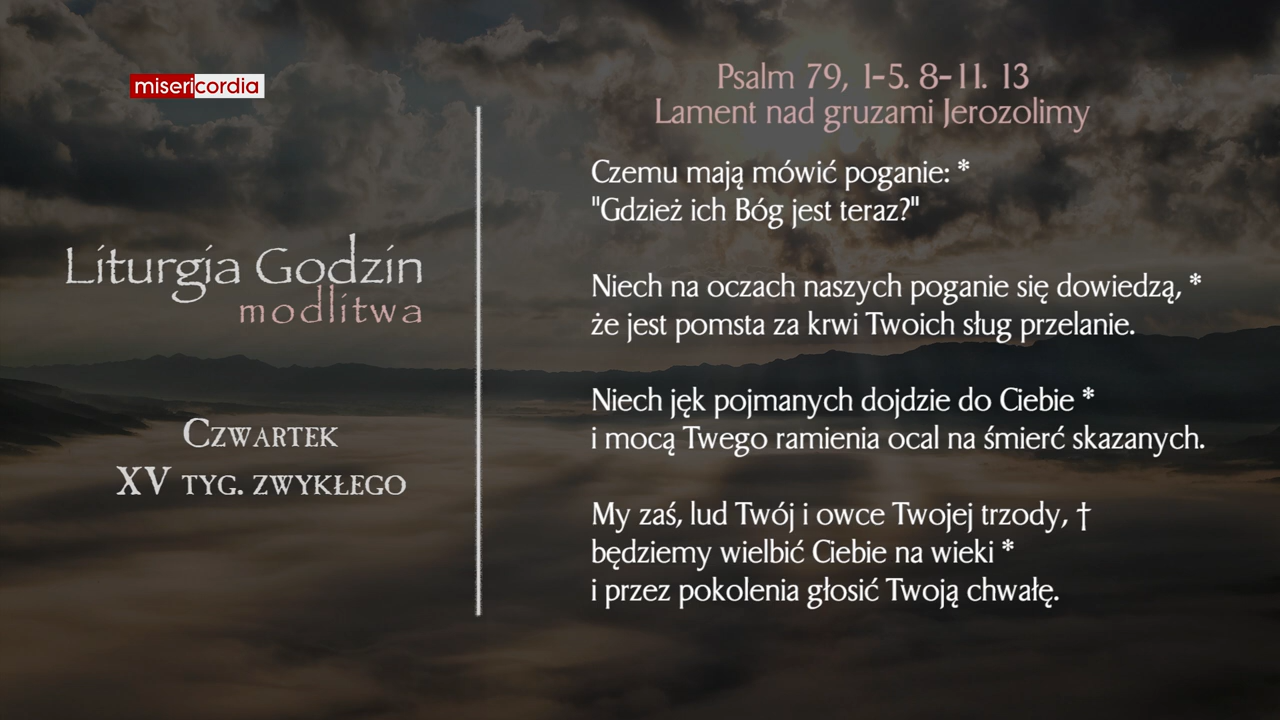 misericordia
Liturgia Godzin
modlitwa
Czwartek
XV tyg. zwykłego
Psalm 79, 1-5. 8-11. 13
Lament nad gruzami Jerozolimy
Czemu mają mówić poganie: *
"Gdzież ich Bóg jest teraz?"
Niech na oczach naszych poganie się dowiedzą, *
że jest pomsta za krwi Twoich sług przelanie.
Niech jęk pojmanych dojdzie do Ciebie *
i mocą Twego ramienia ocal na śmierć skazanych.
My zaś, lud Twój i owce Twojej trzody, †
będziemy wielbić Ciebie na wieki *
i przez pokolenia głosić Twoją chwałę.